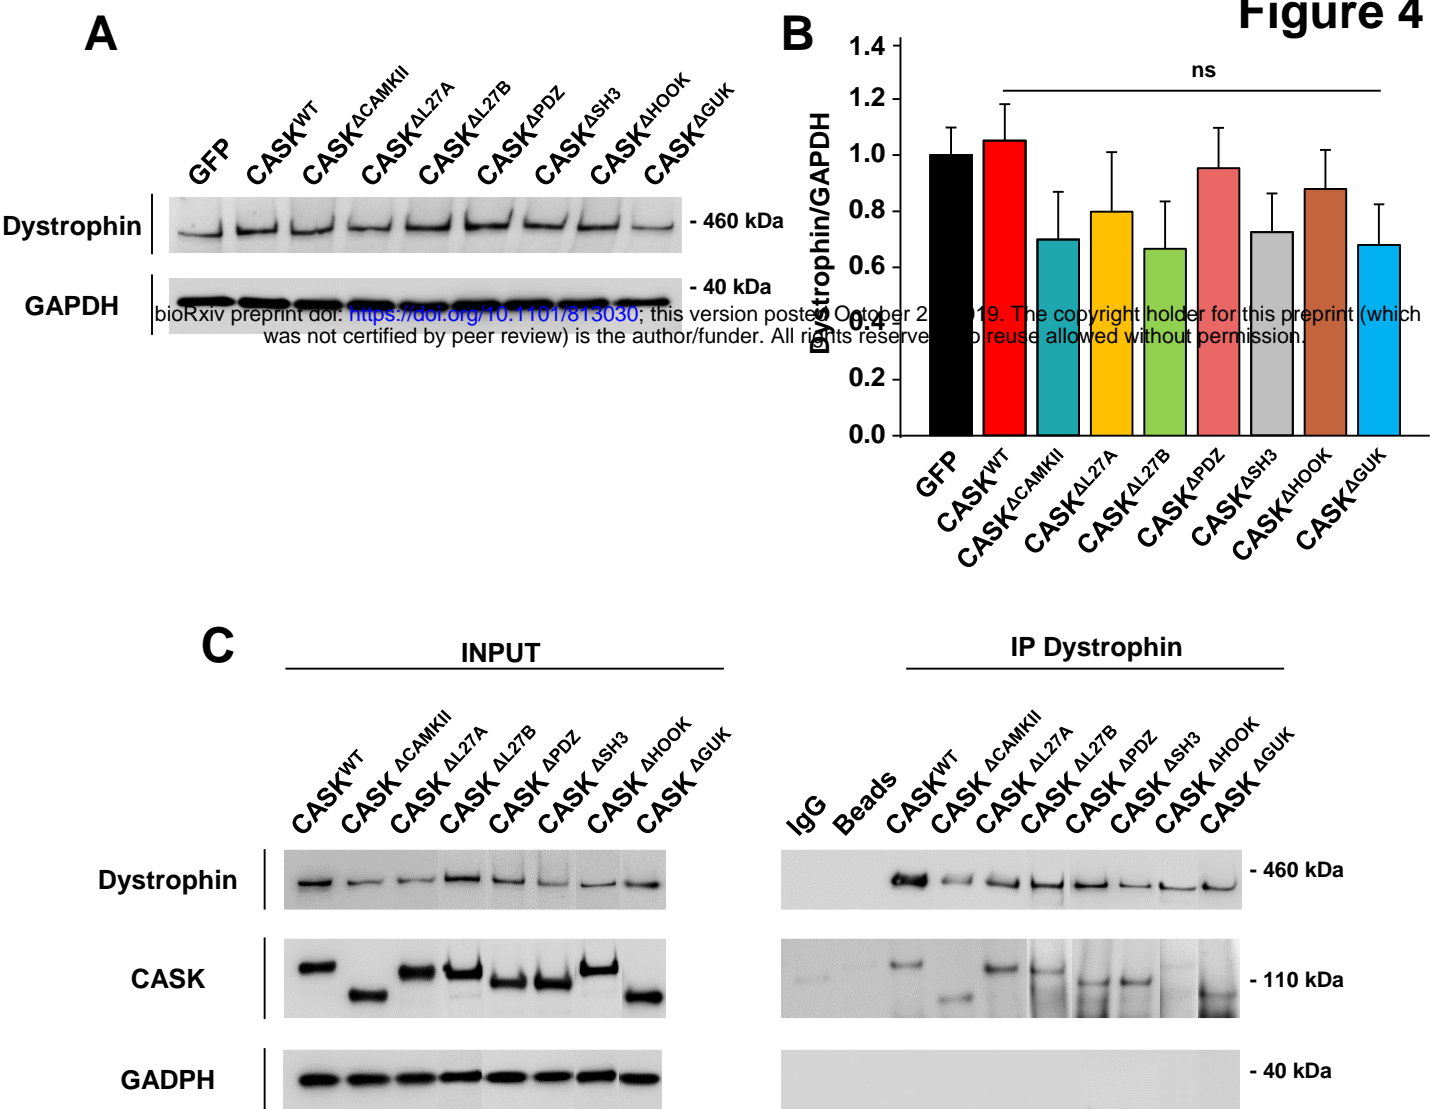 Figure 4
A
GFP CASKWT CASKΔCAMKII CASKΔL27A CASKΔL27B CASKΔPDZ CASKΔSH3 CASKΔHOOK CASKΔGUK
Dystrophin
- 460 kDa
GAPDH
- 40 kDa
B
Dystrophin/GAPDH
1.4
1.2
1.0
0.8
0.6
0.4
0.2
0.0
ns
GFP CASKWT CASKΔCAMKII CASKΔL27A CASKΔL27B CASKΔPDZ CASKΔSH3 CASKΔHOOK CASKΔGUK
bioRxiv preprint doi: https://doi.org/10.1101/813030; this version posted October 2 19. The copyright holder for this preprint (which
was not certified by peer review) is the author/funder. All rights reserve reuse allowed without permission.
C
INPUT
CASKWT CASK ΔCAMKII CASK ΔL27A CASK ΔL27B CASK ΔPDZ CASK ΔSH3 CASK ΔHOOK CASK ΔGUK
IP Dystrophin
IgG Beads CASKWT CASK ΔCAMKII CASK ΔL27A CASK ΔL27B CASK ΔPDZ CASK ΔSH3 CASK ΔHOOK CASK ΔGUK
Dystrophin
- 460 kDa
CASK
- 110 kDa
GADPH
- 40 kDa